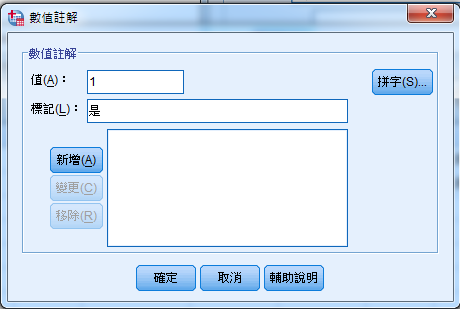 數值註解
數值註解
值(A)： 1 拼字(S)...
標記(L)： 是
新增(A)
變更(C)
移除(R)
確定 取消 輔助說明